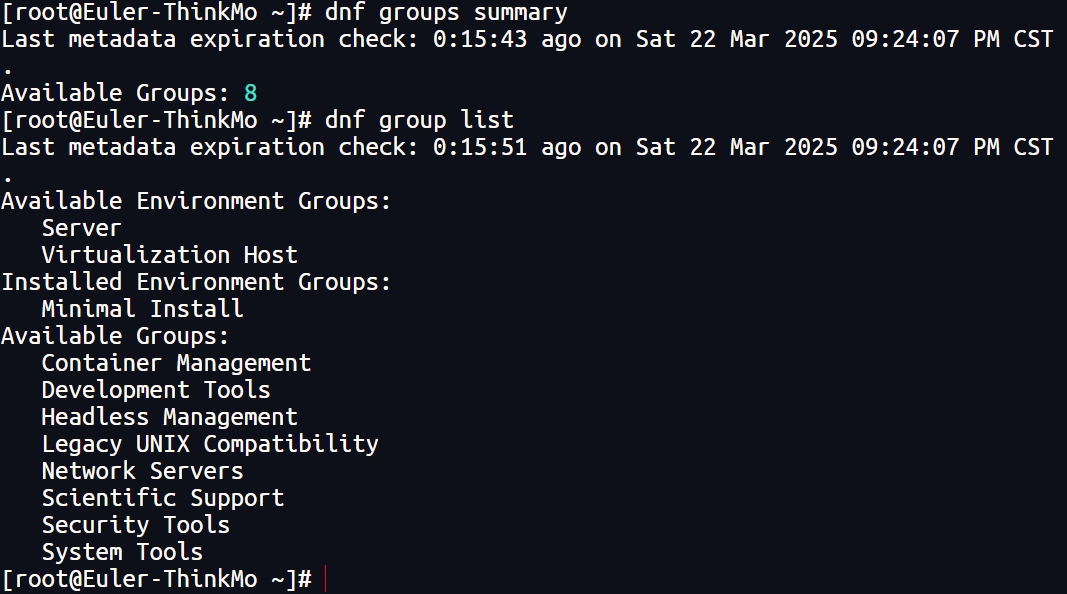 [root@Euler-ThinkMo ~]# dnf groups summary
Last metadata expiration check: 0:15:43 ago on Sat 22 Mar 2025 09:24:07 PM CST
.
Available Groups: 8
[root@Euler-ThinkMo ~]# dnf group list
Last metadata expiration check: 0:15:51 ago on Sat 22 Mar 2025 09:24:07 PM CST
.
Available Environment Groups:
   Server
   Virtualization Host
Installed Environment Groups:
   Minimal Install
Available Groups:
   Container Management
   Development Tools
   Headless Management
   Legacy UNIX Compatibility
   Network Servers
   Scientific Support
   Security Tools
   System Tools
[root@Euler-ThinkMo ~]#